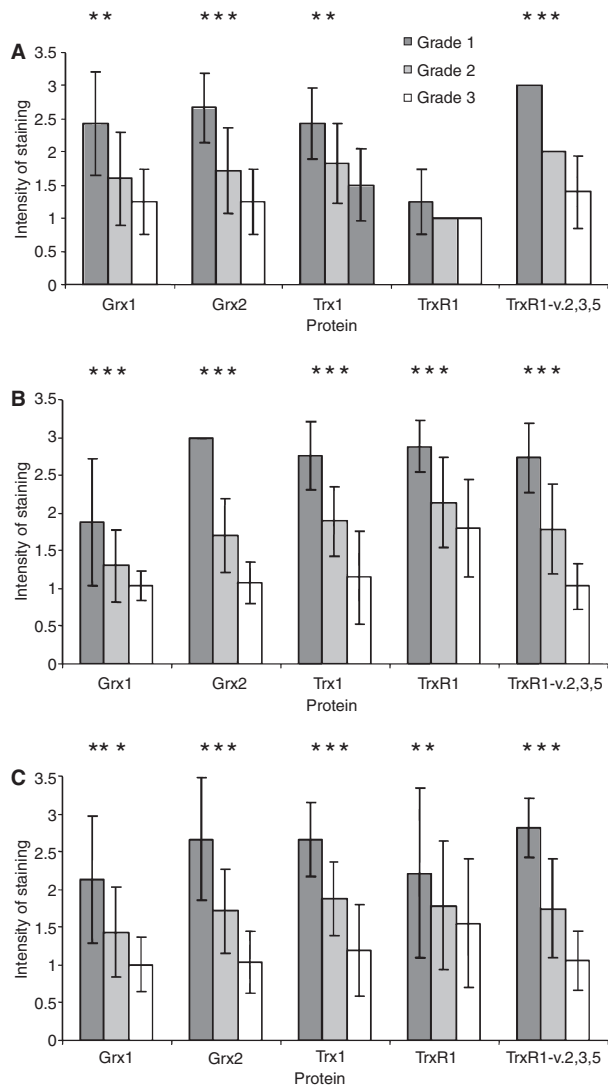 ** *** ** ***
A
Intensity of staining
3.5
3
2.5
2
1.5
1
0.5
0
Grade 1
Grade 2
Grade 3
Grx1 Grx2 Trx1 TrxR1 TrxR1-v.2,3,5
Protein
*** *** *** *** ***
B
Intensity of staining
3.5
3
2.5
2
1.5
1
0.5
0
Grx1 Grx2 Trx1 TrxR1 TrxR1-v.2,3,5
Protein
** * *** *** ** ***
C
Intensity of staining
3.5
3
2.5
2
1.5
1
0.5
0
Grx1 Grx2 Trx1 TrxR1 TrxR1-v.2,3,5
Protein